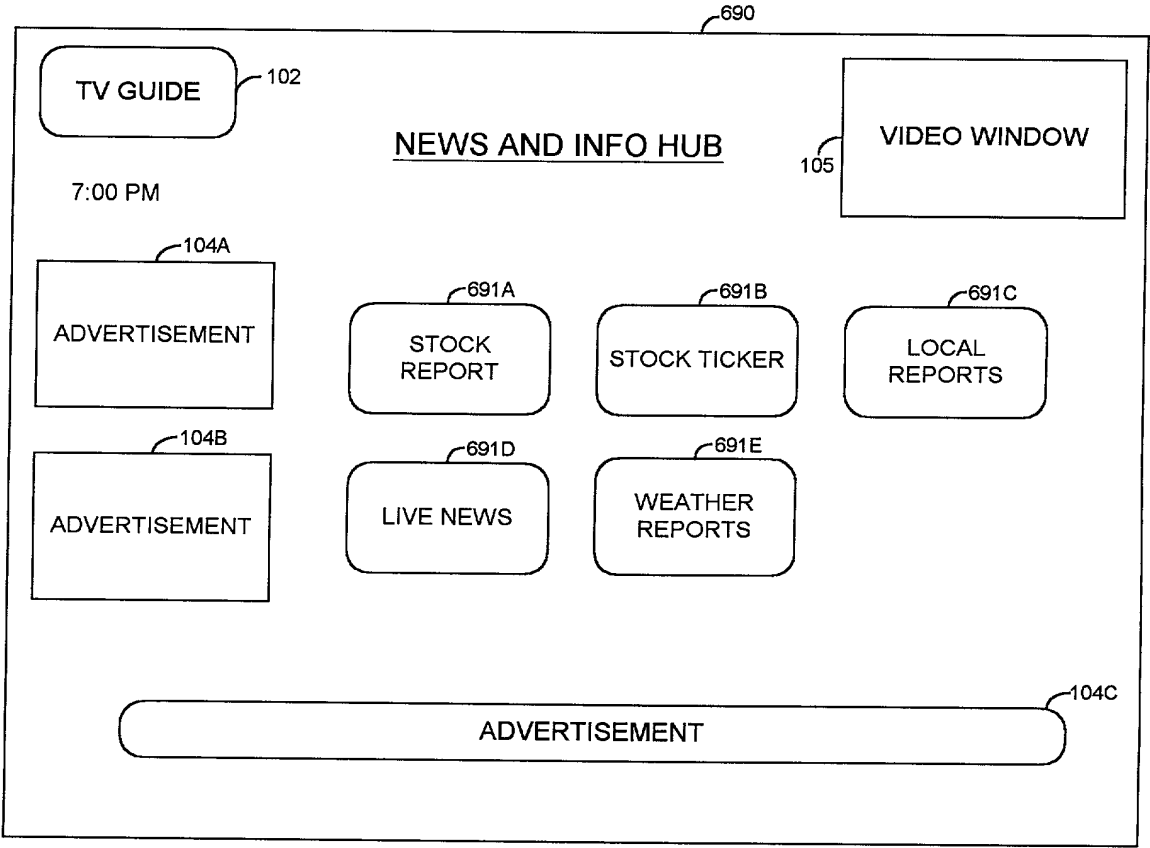 690
TV GUIDE
102
NEWS AND INFO HUB
VIDEO WINDOW
105
7:00 PM
104A
ADVERTISEMENT
691A
STOCK
REPORT
691B
STOCK TICKER
691C
LOCAL
REPORTS
104B
ADVERTISEMENT
691D
LIVE NEWS
691E
WEATHER
REPORTS
104C
ADVERTISEMENT